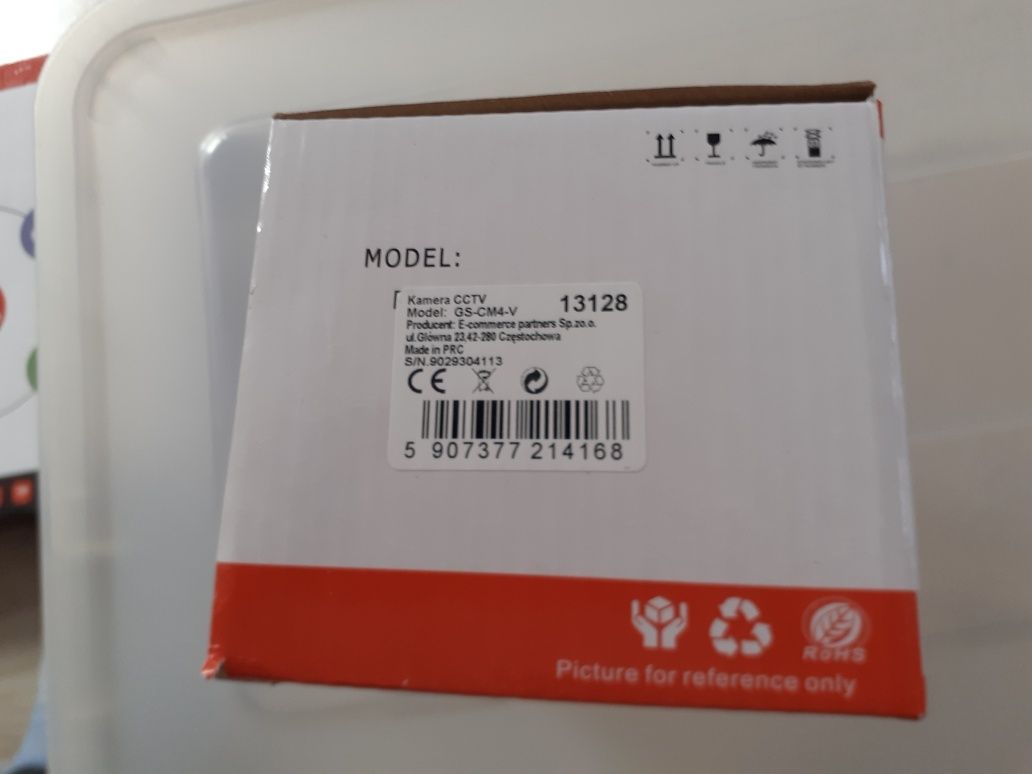 MODEL:
Kamera CCTV 13128
Model: GS-CM4-V
Producent: E-commerce partners Sp.zo.o.
ul.Główna 23,42-280 Częstochowa
Made in PRC
S/N.9029304113
CE
5 907377 214168
RoHS
Picture for reference only